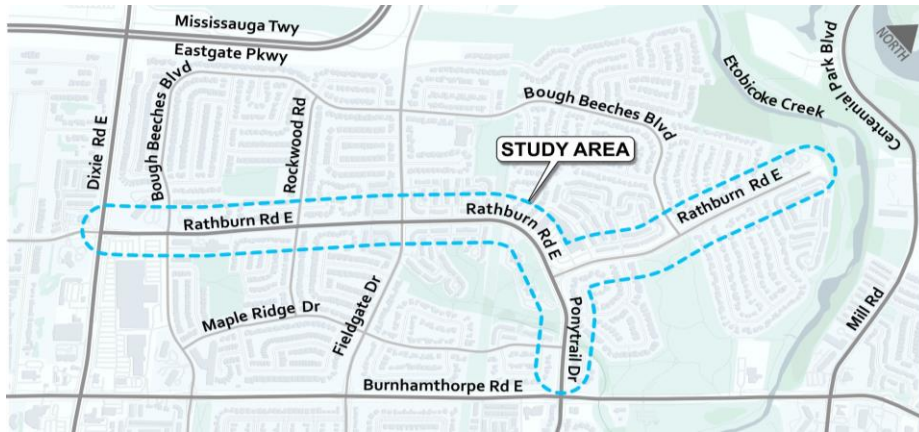 Mississauga Twy
Eastgate Pkwy
Dixie Rd E
Bough Beeches Blvd
Rockwood Rd
Bough Beeches Blvd
Etobicoke Creek
Centennial Park Blvd
NORTH
STUDY AREA
Rathburn Rd E
Rathburn Rd E
Rathburn Rd E
Maple Ridge Dr
Fieldgate Dr
Ponytrail Dr
Mill Rd
Burnhamthorpe Rd E